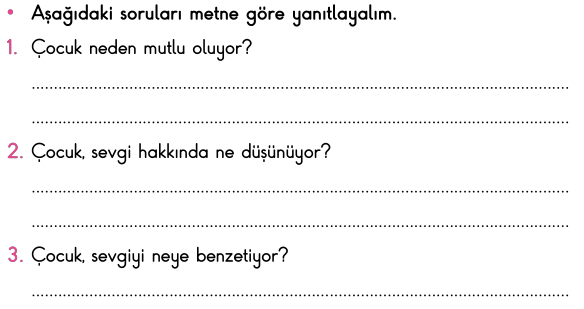 • Aşağıdaki soruları metne göre yanıtlayalım.
1. Çocuk neden mutlu oluyor?
2. Çocuk, sevgi hakkında ne düşünüyor?
3. Çocuk, sevgiyi neye benzetiyor?